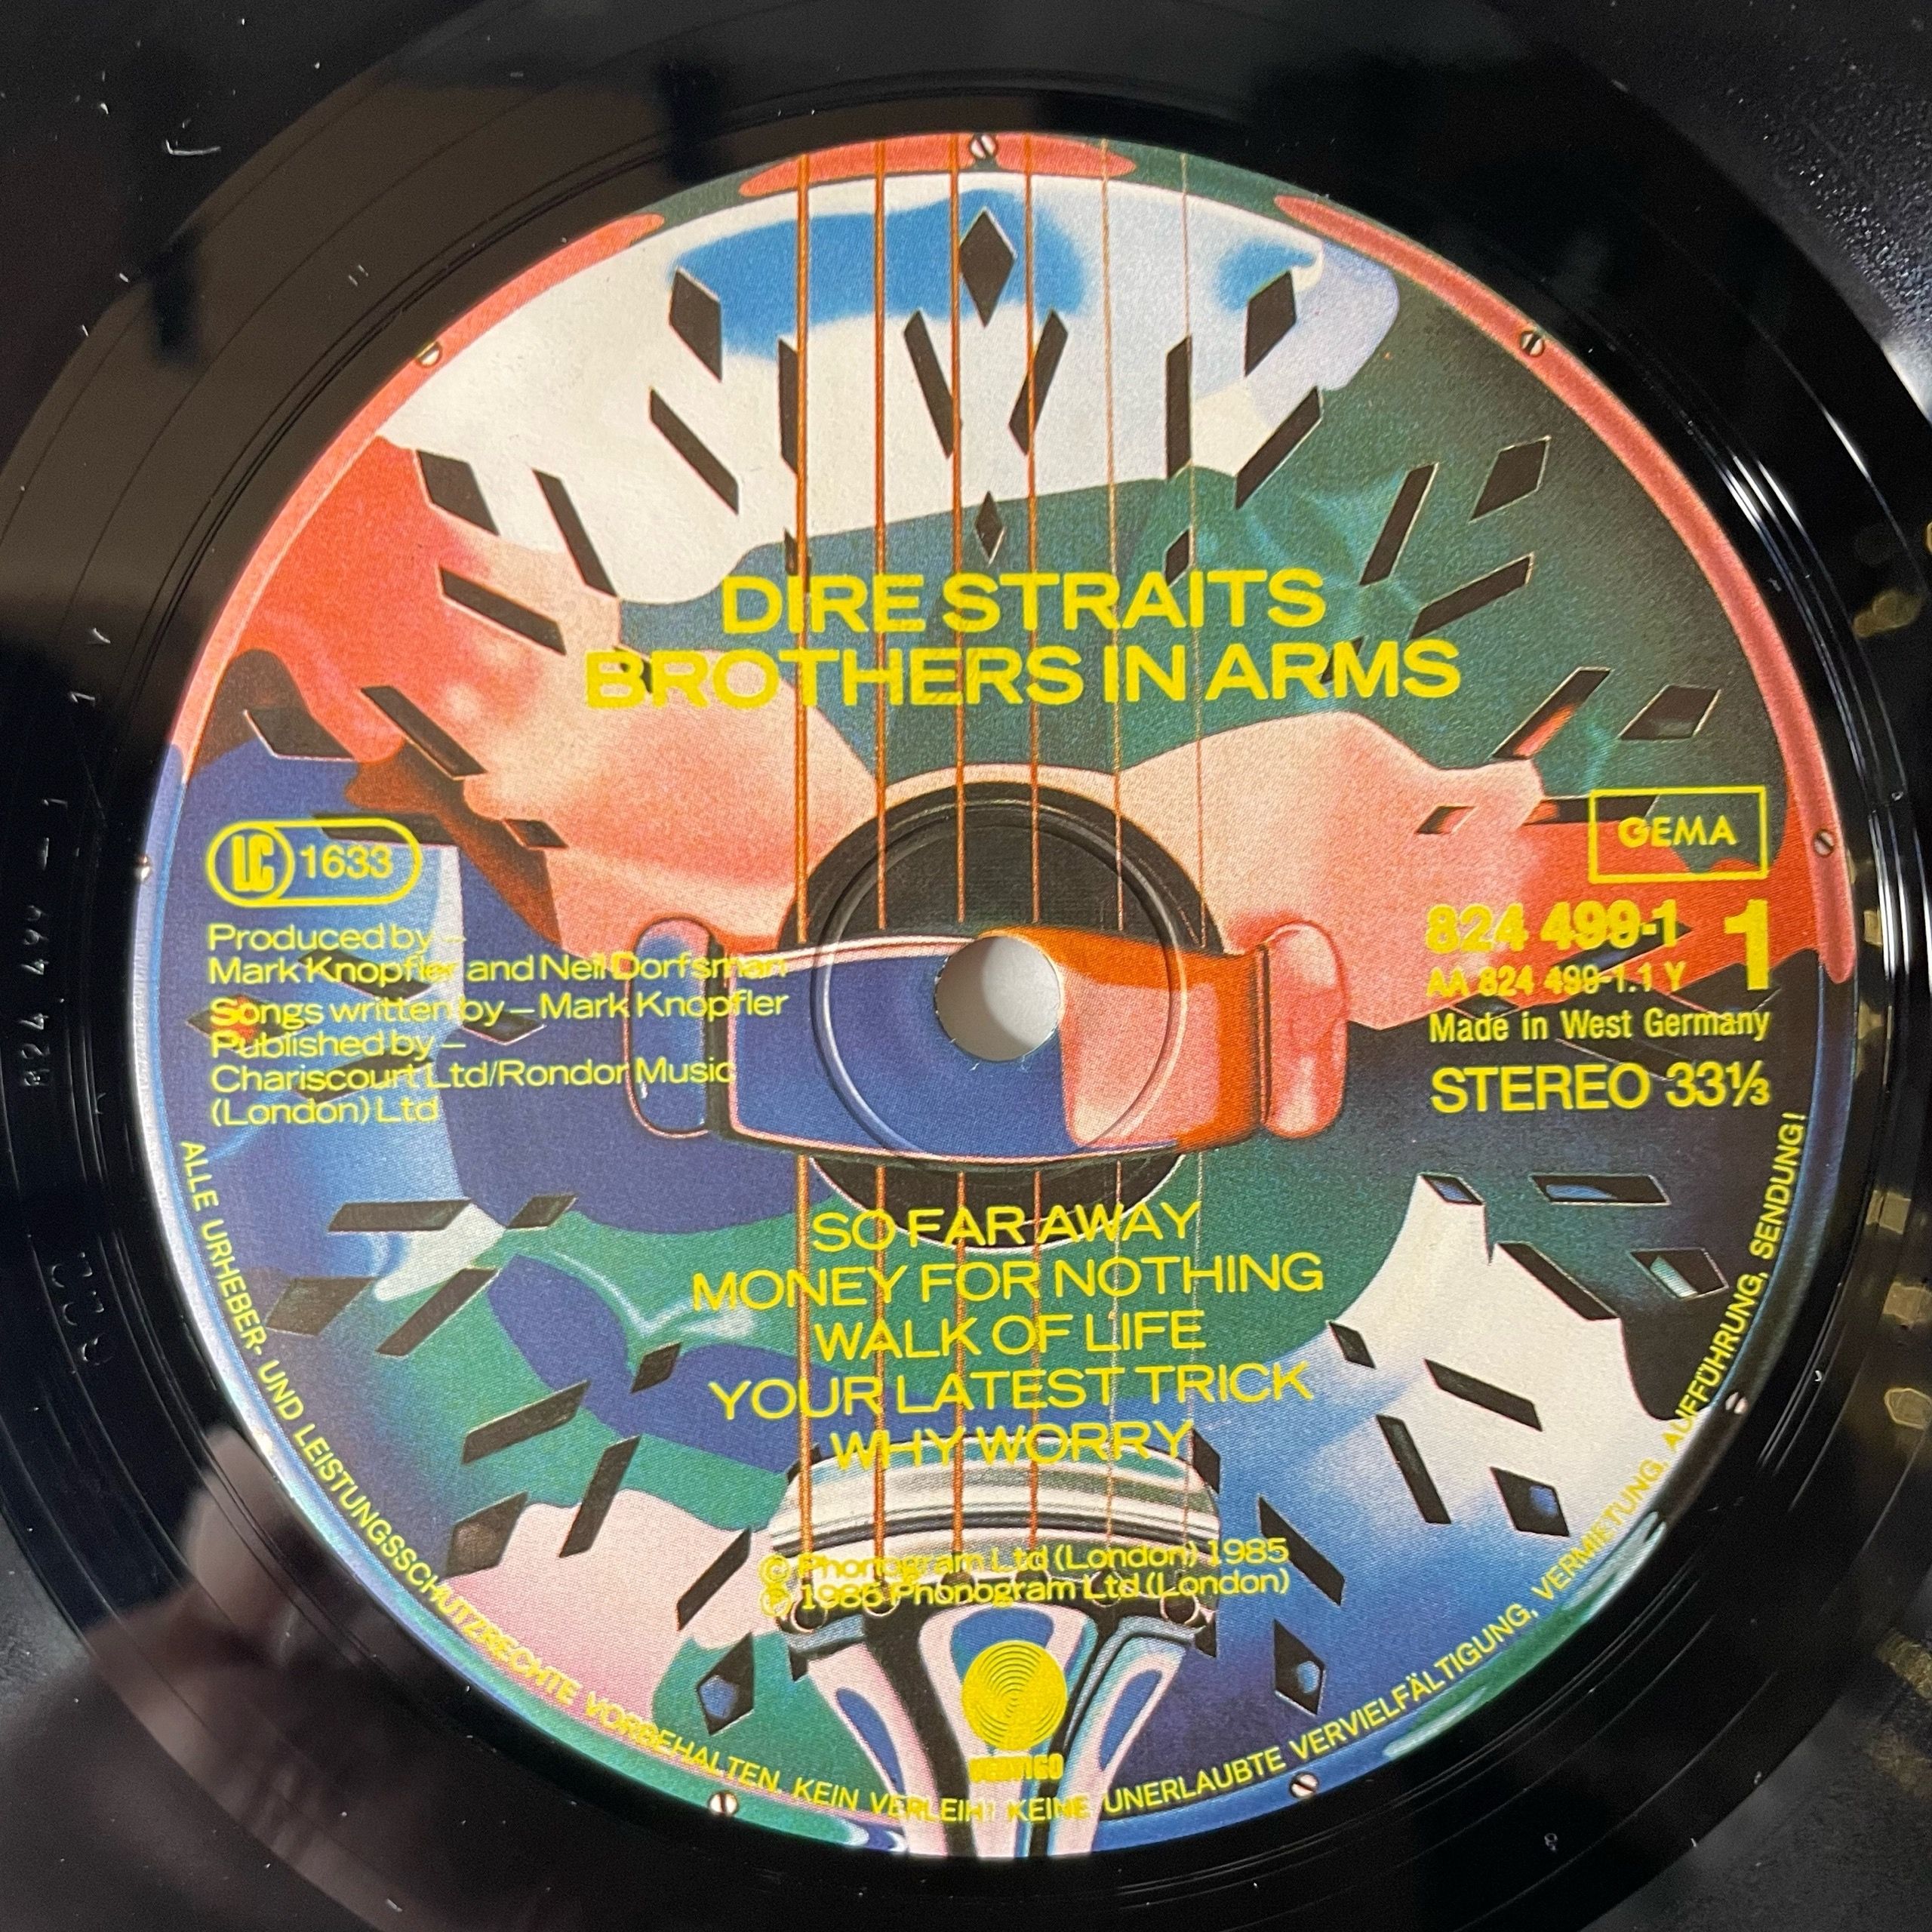 DIRE STRAITS
BROTHERS IN ARMS
LC 1633
Produced by –
Mark Knopfler and Neil Dorfsman
Songs written by – Mark Knopfler
Published by –
Chariscourt Ltd/Rondor Music
(London) Ltd
GEMA
824 499-1
1
AA 824 499-1.1 Y
Made in West Germany
STEREO 33⅓
SO FAR AWAY
MONEY FOR NOTHING
WALK OF LIFE
YOUR LATEST TRICK
WHY WORRY
© Phonogram Ltd (London) 1985
℗ 1985 Phonogram Ltd (London)
VERTIGO
ALLE URHEBER- UND LEISTUNGSSCHUTZRECHTE VORBEHALTEN. KEIN VERLEIH! KEINE UNERLAUBTE VERVIELFÄLTIGUNG, VERMIETUNG, AUFFÜHRUNG, SENDUNG!
824 499 – 1